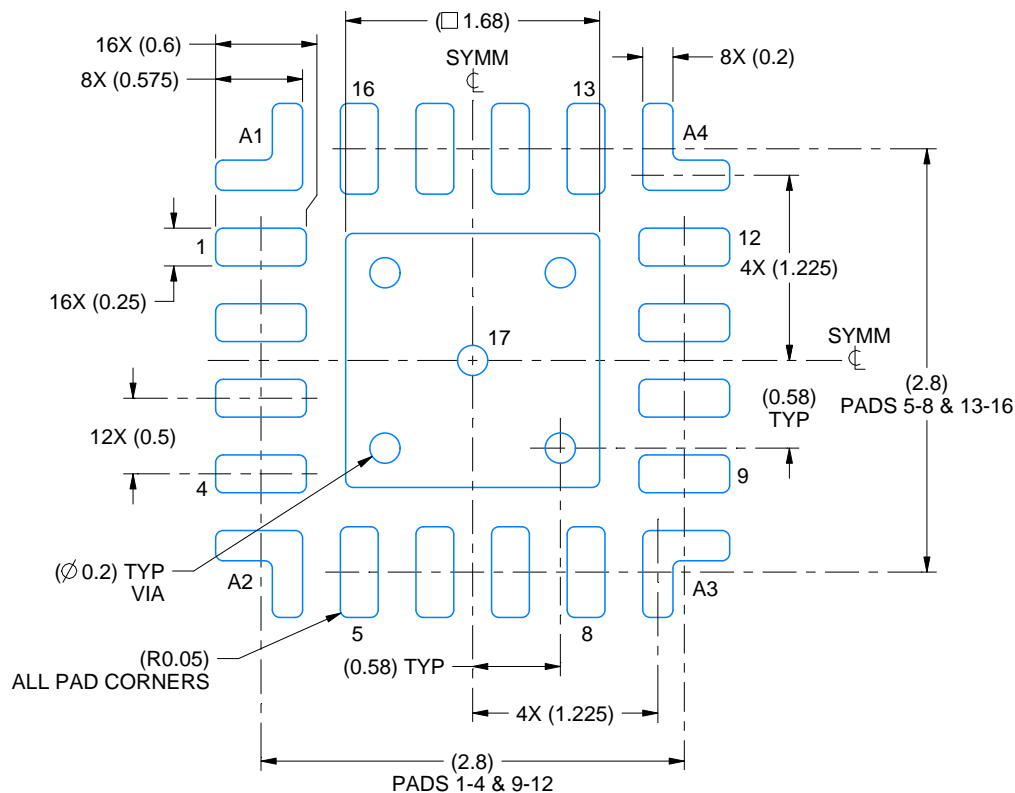 (□ 1.68)
16X (0.6)
SYMM
℄
8X (0.575)
8X (0.2)
16
13
A1
A4
1
12
4X (1.225)
16X (0.25)
17
SYMM
℄
(0.58)
TYP
(2.8)
PADS 5-8 & 13-16
12X (0.5)
4
9
(∅ 0.2) TYP
VIA
A2
A3
5
8
(R0.05)
ALL PAD CORNERS
(0.58) TYP
4X (1.225)
(2.8)
PADS 1-4 & 9-12